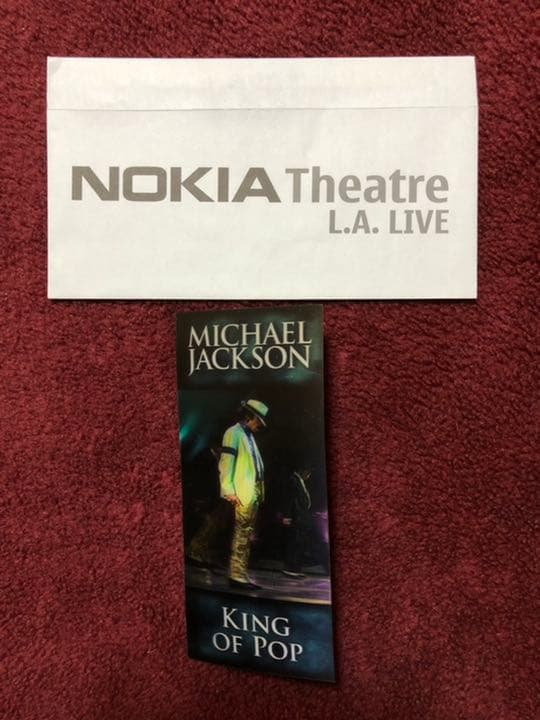 NOKIA Theatre
L.A. LIVE
MICHAEL
JACKSON
KING
OF POP